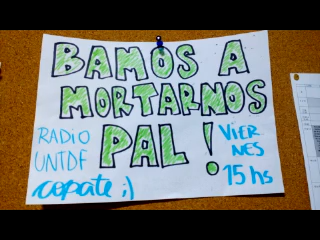 BAMOS A
MORTARNOS
PAL !
RADIO
UNTDF
copate ;)
VIER
NES
15 hs